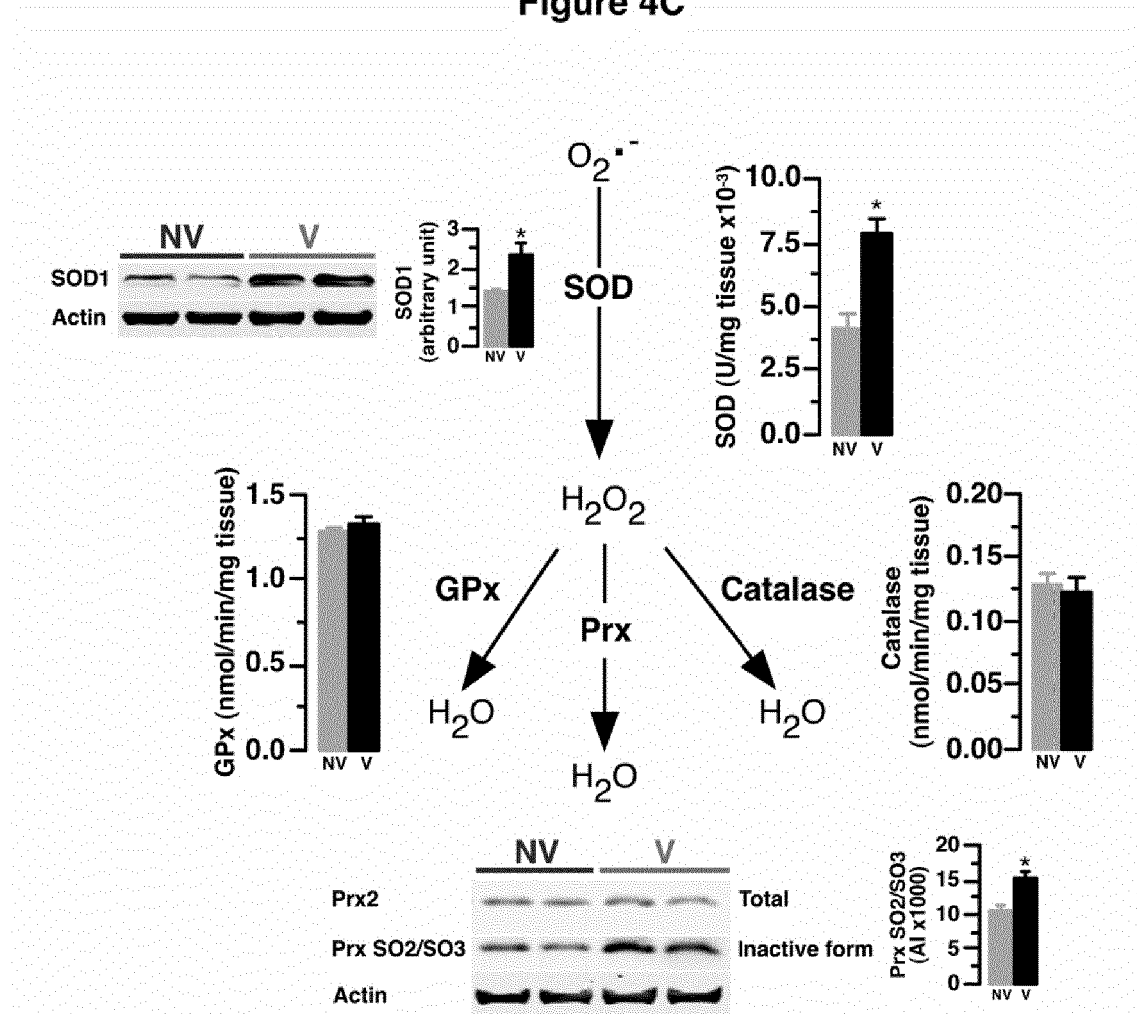 Figure 4C
O2•-
SOD
H2O2
GPx
Prx
Catalase
H2O
H2O
H2O
NV V
SOD1
Actin
SOD1
(arbitrary unit)
3
2
1
0
*
NV V
SOD (U/mg tissue x10-3)
10.0
7.5
5.0
2.5
0.0
*
NV V
GPx (nmol/min/mg tissue)
1.5
1.0
0.5
0.0
NV V
Catalase
(nmol/min/mg tissue)
0.20
0.15
0.10
0.05
0.00
NV V
NV V
Prx2 Total
Prx SO2/SO3 Inactive form
Actin
Prx SO2/SO3
(AI x1000)
20
15
10
5
0
*
NV V